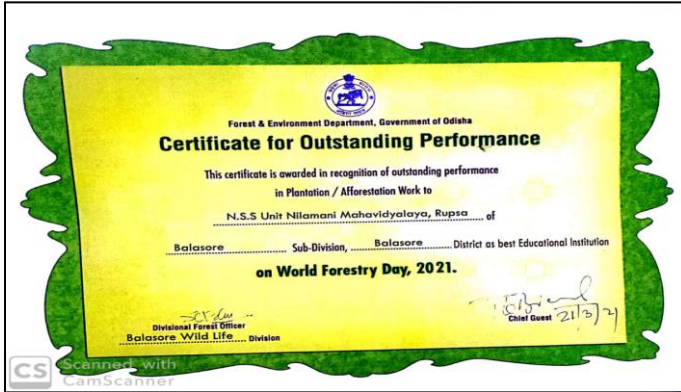 Forest & Environment Department, Government of Odisha
Certificate for Outstanding Performance
This certificate is awarded in recognition of outstanding performance
in Plantation / Afforestation Work to
N.S.S Unit Nilamani Mahavidyalaya, Rupsa of
Balasore Sub-Division, Balasore District as best Educational Institution
on World Forestry Day, 2021.
Divisional Forest Officer
Balasore Wild Life Division
Chief Guest 21/3/21
CS Scanned with
CamScanner